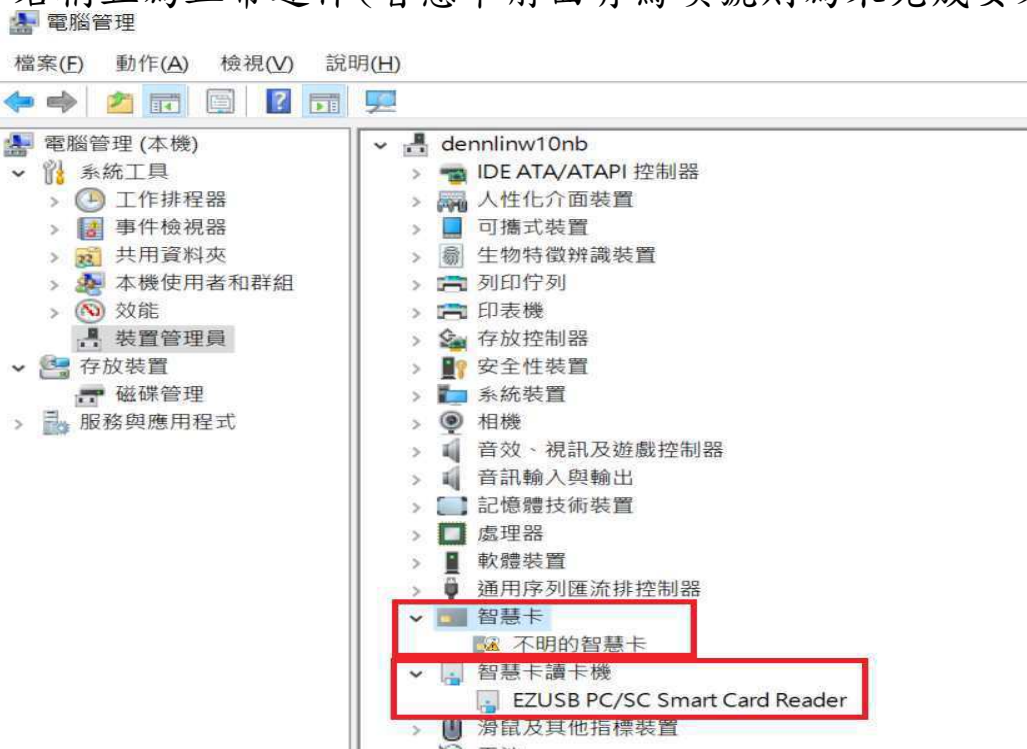 電腦管理
檔案(F) 動作(A) 檢視(V) 說明(H)
電腦管理 (本機)
系統工具
工作排程器
事件檢視器
共用資料夾
本機使用者和群組
效能
裝置管理員
存放裝置
磁碟管理
服務與應用程式
dennlinw10nb
IDE ATA/ATAPI 控制器
人性化介面裝置
可攜式裝置
生物特徵辨識裝置
列印佇列
印表機
存放控制器
安全性裝置
系統裝置
相機
音效、視訊及遊戲控制器
音訊輸入與輸出
記憶體技術裝置
處理器
軟體裝置
通用序列匯流排控制器
智慧卡
不明的智慧卡
智慧卡讀卡機
EZUSB PC/SC Smart Card Reader
滑鼠及其他指標裝置